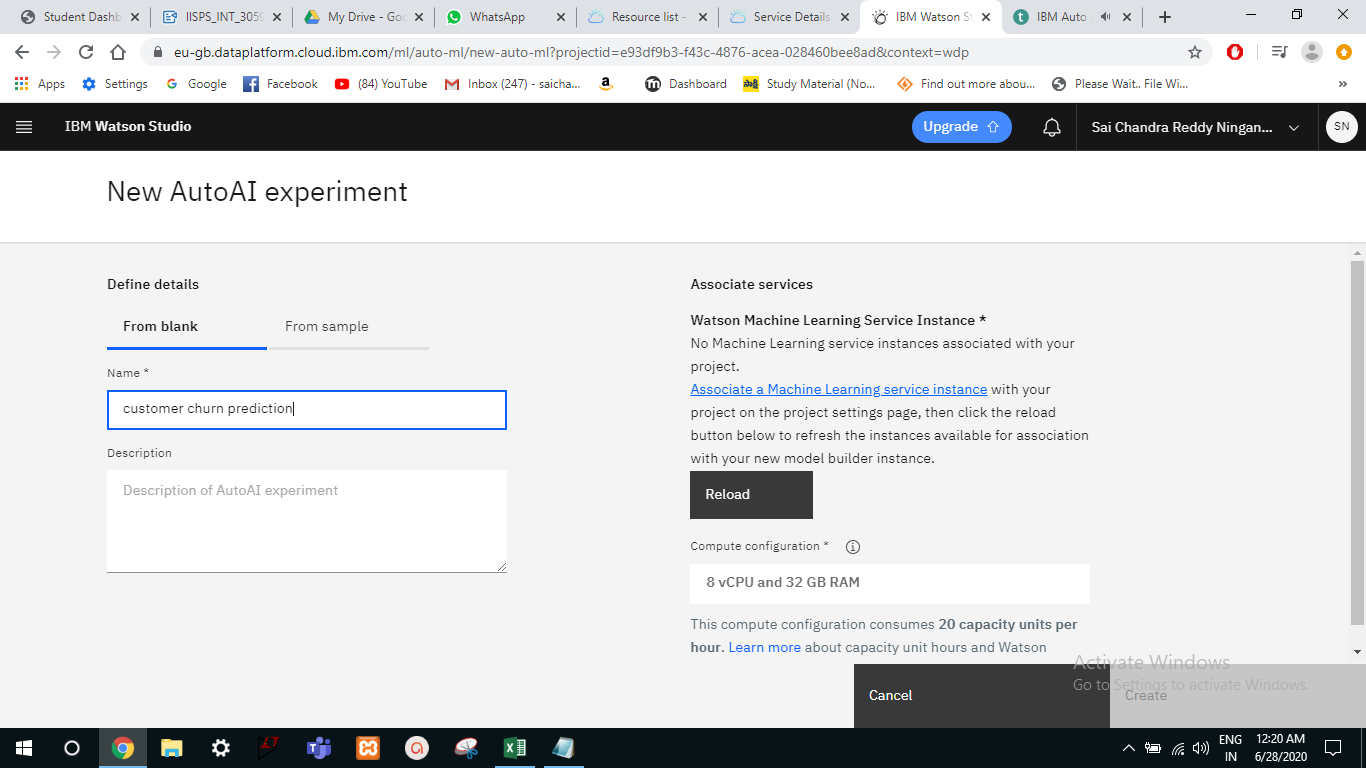 Student Dashb
IISPS_INT_3059
My Drive - Goo
WhatsApp
Resource list -
Service Details
IBM Watson St
IBM Auto
eu-gb.dataplatform.cloud.ibm.com/ml/auto-ml/new-auto-ml?projectid=e93df9b3-f43c-4876-acea-028460bee8ad&context=wdp
Apps
Settings
Google
Facebook
(84) YouTube
Inbox (247) - saicha...
Dashboard
Study Material (No...
Find out more abou...
Please Wait.. File Wi...
IBM Watson Studio
Upgrade
Sai Chandra Reddy Ningan...
SN
New AutoAI experiment
Define details
From blank
From sample
Name *
customer churn prediction
Description
Description of AutoAI experiment
Associate services
Watson Machine Learning Service Instance *
No Machine Learning service instances associated with your
project.
Associate a Machine Learning service instance with your
project on the project settings page, then click the reload
button below to refresh the instances available for association
with your new model builder instance.
Reload
Compute configuration *
8 vCPU and 32 GB RAM
This compute configuration consumes 20 capacity units per
hour. Learn more about capacity unit hours and Watson
Activate Windows
Go to Settings to activate Windows.
Cancel
Create
ENG
IN
12:20 AM
6/28/2020